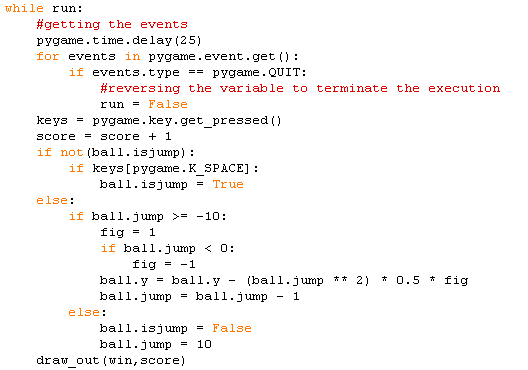 while run:
    #getting the events
    pygame.time.delay(25)
    for events in pygame.event.get():
        if events.type == pygame.QUIT:
            #reversing the variable to terminate the execution
            run = False
    keys = pygame.key.get_pressed()
    score = score + 1
    if not(ball.isjump):
        if keys[pygame.K_SPACE]:
            ball.isjump = True
    else:
        if ball.jump >= -10:
            fig = 1
            if ball.jump < 0:
                fig = -1
            ball.y = ball.y - (ball.jump ** 2) * 0.5 * fig
            ball.jump = ball.jump - 1
        else:
            ball.isjump = False
            ball.jump = 10
    draw_out(win,score)